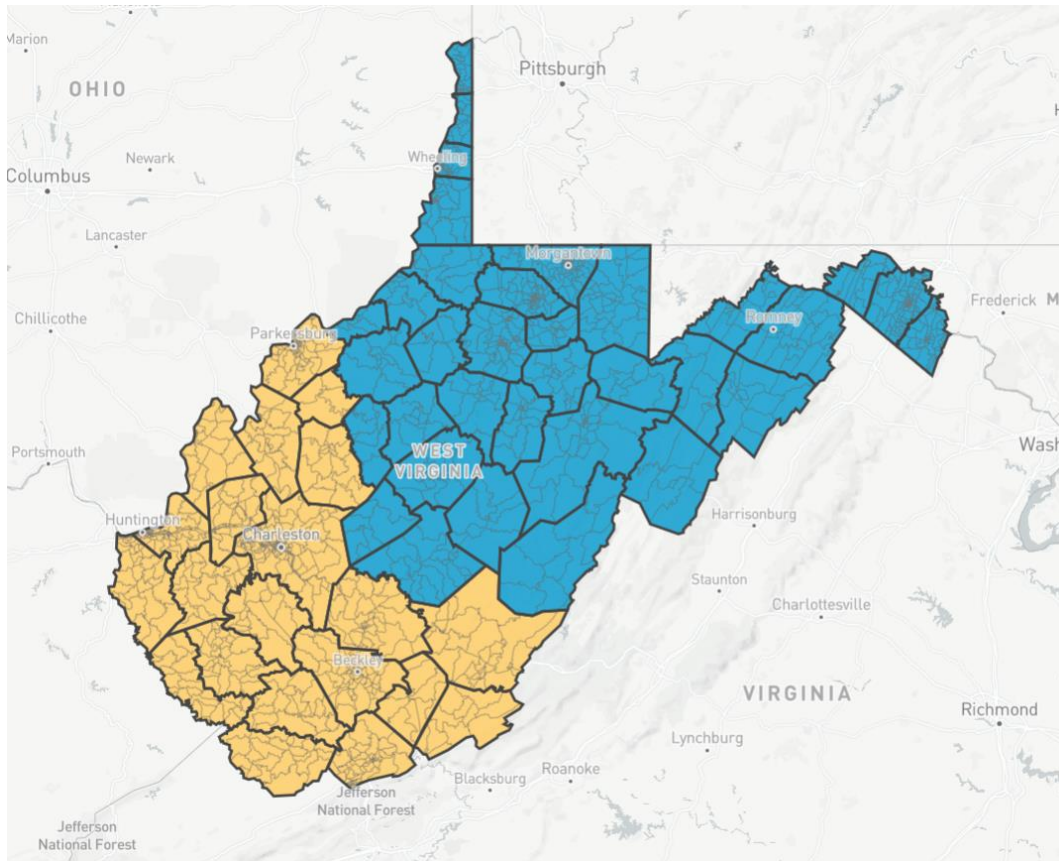 Marion
Pittsburgh
OHIO
Newark
Wheeling
Columbus
Lancaster
Morgantown
Chillicothe
Frederick
M
Romney
Parkersburg
WEST
VIRGINIA
Portsmouth
Wash
Huntington
Harrisonburg
Charleston
Staunton
Charlottesville
Beckley
VIRGINIA
Richmond
Lynchburg
Roanoke
Blacksburg
Jefferson
National Forest
Jefferson
National Forest